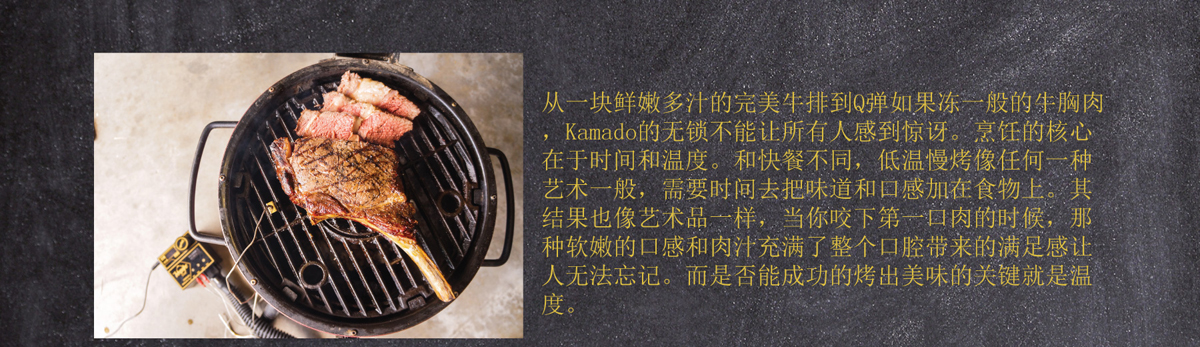 从一块鲜嫩多汁的完美牛排到Q弹如果冻一般的牛胸肉
，Kamado的无锁不能让所有人感到惊讶。烹饪的核心
在于时间和温度。和快餐不同，低温慢烤像任何一种
艺术一般，需要时间去把味道和口感加在食物上。其
结果也像艺术品一样，当你咬下第一口肉的时候，那
种软嫩的口感和肉汁充满了整个口腔带来的满足感让
人无法忘记。而是否能成功的烤出美味的关键就是温
度。